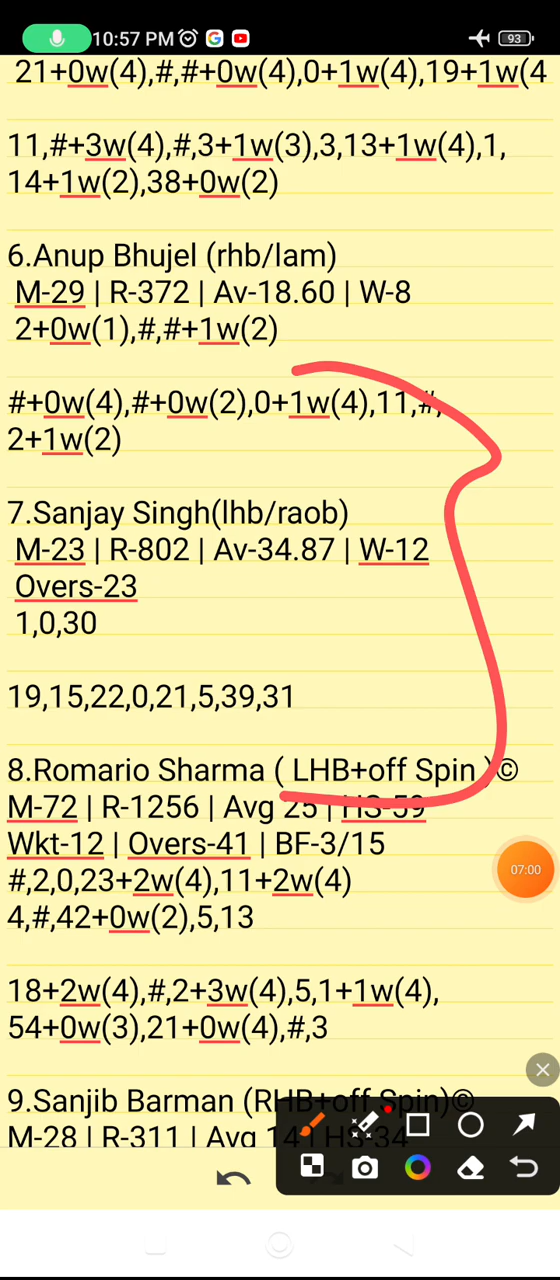 10:57 PM
93
21+0w(4),#,#+0w(4),0+1w(4),19+1w(4
11,#+3w(4),#,3+1w(3),3,13+1w(4),1,
14+1w(2),38+0w(2)
6.Anup Bhujel (rhb/lam)
M-29 | R-372 | Av-18.60 | W-8
2+0w(1),#,#+1w(2)
#+0w(4),#+0w(2),0+1w(4),11,#,
2+1w(2)
7.Sanjay Singh(lhb/raob)
M-23 | R-802 | Av-34.87 | W-12
Overs-23
1,0,30
19,15,22,0,21,5,39,31
8.Romario Sharma ( LHB+off Spin )©
M-72 | R-1256 | Avg 25 | HS-59
Wkt-12 | Overs-41 | BF-3/15
#,2,0,23+2w(4),11+2w(4)
07:00
4,#,42+0w(2),5,13
18+2w(4),#,2+3w(4),5,1+1w(4),
54+0w(3),21+0w(4),#,3
9.Sanjib Barman (RHB+off Spin)©
M-28 | R-311 | Avg 14 | HS-34